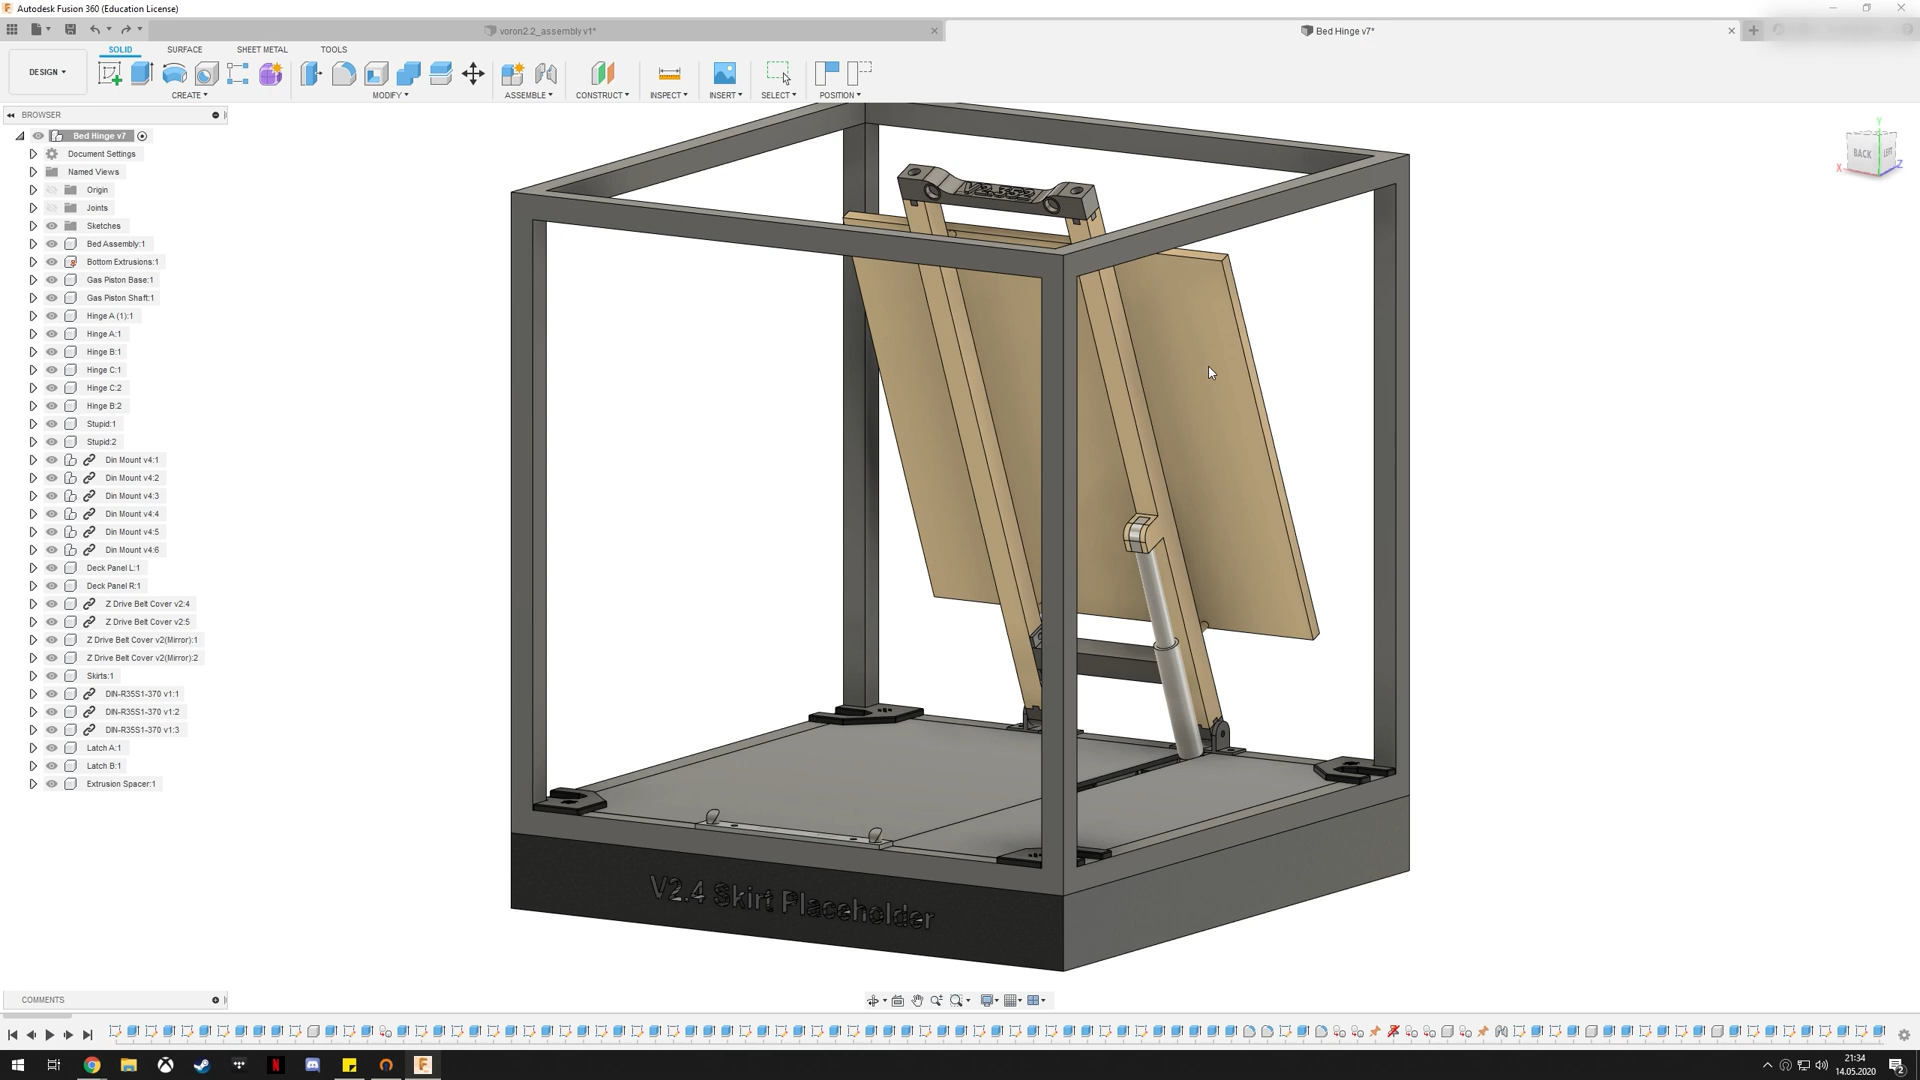 Autodesk Fusion 360 (Education License)
voron2.2_assembly v1*
Bed Hinge v7*
SOLID SURFACE SHEET METAL TOOLS
DESIGN
CREATE MODIFY ASSEMBLE CONSTRUCT INSPECT INSERT SELECT POSITION
BROWSER
Bed Hinge v7
Document Settings
Named Views
Origin
Joints
Sketches
Bed Assembly:1
Bottom Extrusions:1
Gas Piston Base:1
Gas Piston Shaft:1
Hinge A (1):1
Hinge A:1
Hinge B:1
Hinge C:1
Hinge C:2
Hinge B:2
Stupid:1
Stupid:2
Din Mount v4:1
Din Mount v4:2
Din Mount v4:3
Din Mount v4:4
Din Mount v4:5
Din Mount v4:6
Deck Panel L:1
Deck Panel R:1
Z Drive Belt Cover v2:4
Z Drive Belt Cover v2:5
Z Drive Belt Cover v2(Mirror):1
Z Drive Belt Cover v2(Mirror):2
Skirts:1
DIN-R35S1-370 v1:1
DIN-R35S1-370 v1:2
DIN-R35S1-370 v1:3
Latch A:1
Latch B:1
Extrusion Spacer:1
BACK LEFT
X
Y
Z
V2.352
V2.4 Skirt Placeholder
COMMENTS
21:34
14.05.2020
2